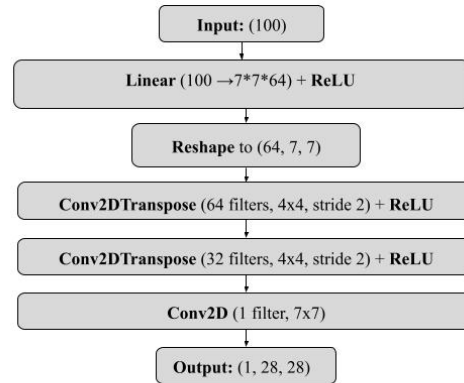 Input: (100)
Linear (100 →7*7*64) + ReLU
Reshape to (64, 7, 7)
Conv2DTranspose (64 filters, 4x4, stride 2) + ReLU
Conv2DTranspose (32 filters, 4x4, stride 2) + ReLU
Conv2D (1 filter, 7x7)
Output: (1, 28, 28)